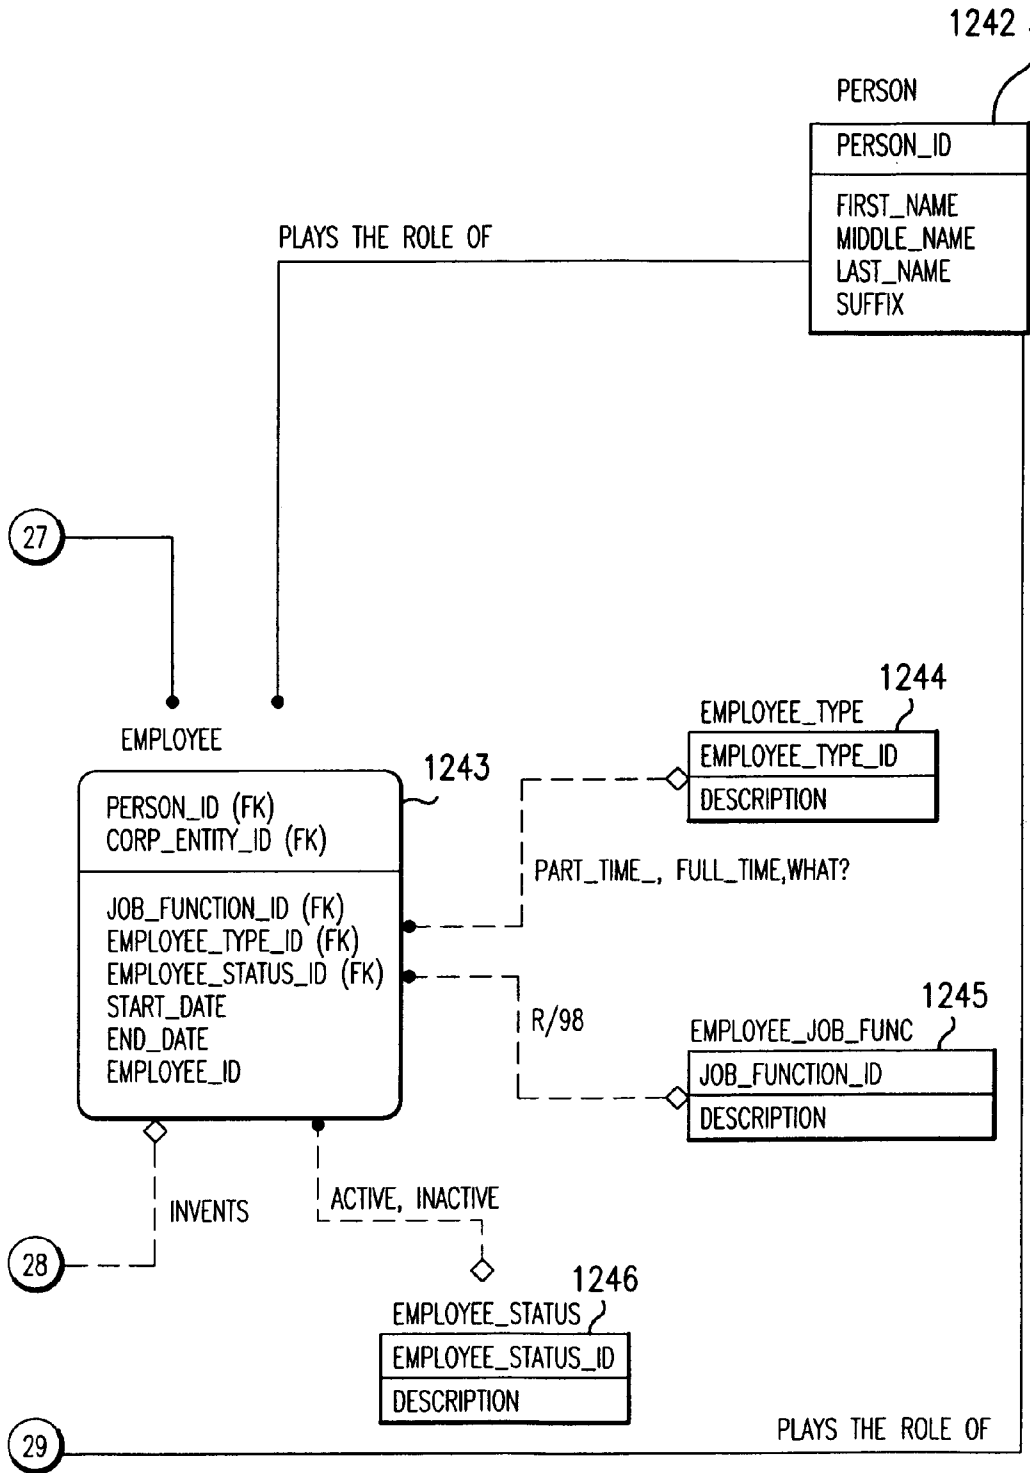 1242
PERSON
PERSON_ID
FIRST_NAME
MIDDLE_NAME
LAST_NAME
SUFFIX
PLAYS THE ROLE OF
27
EMPLOYEE
1243
PERSON_ID (FK)
CORP_ENTITY_ID (FK)
JOB_FUNCTION_ID (FK)
EMPLOYEE_TYPE_ID (FK)
EMPLOYEE_STATUS_ID (FK)
START_DATE
END_DATE
EMPLOYEE_ID
1244
EMPLOYEE_TYPE
EMPLOYEE_TYPE_ID
DESCRIPTION
PART_TIME_, FULL_TIME,WHAT?
R/98
1245
EMPLOYEE_JOB_FUNC
JOB_FUNCTION_ID
DESCRIPTION
INVENTS
ACTIVE, INACTIVE
28
1246
EMPLOYEE_STATUS
EMPLOYEE_STATUS_ID
DESCRIPTION
29
PLAYS THE ROLE OF